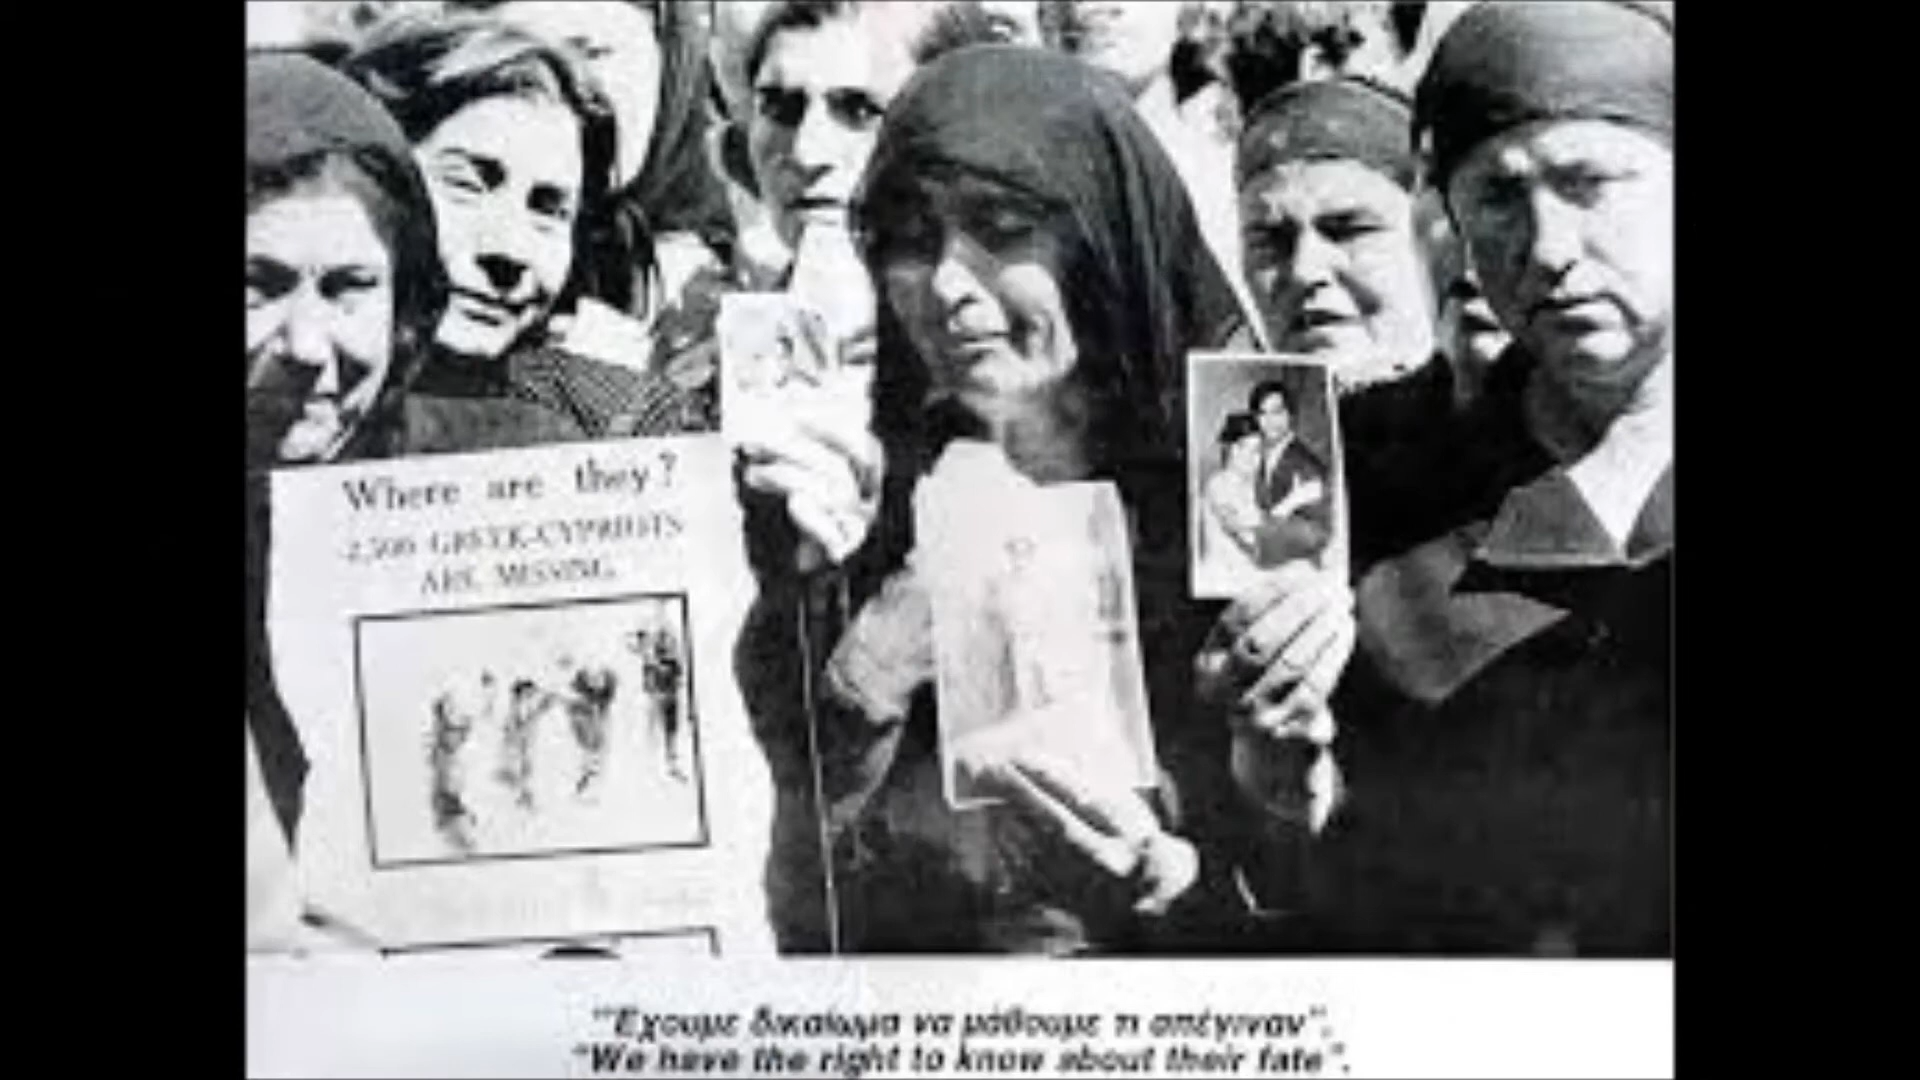 Where are they?
2,500 GREEK-CYPRIOTS
ARE MISSING
"Έχουμε δικαίωμα να μάθουμε τι απέγιναν".
"We have the right to know about their fate".